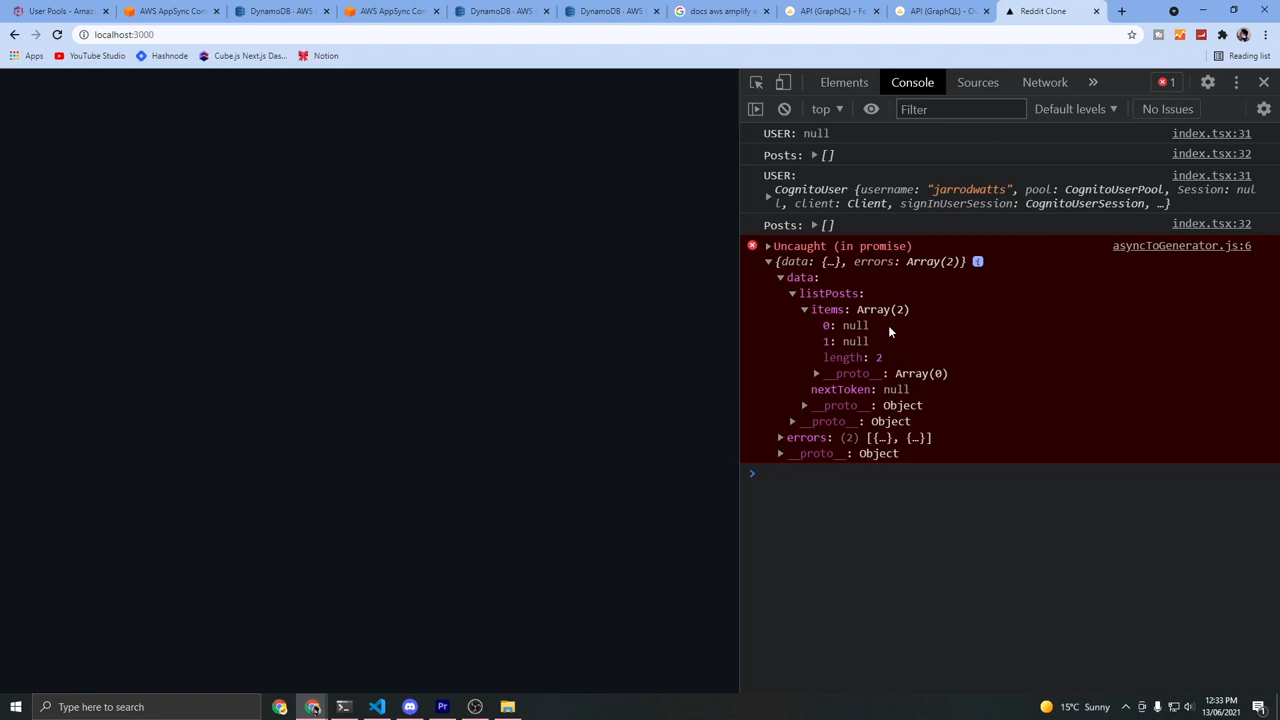 User Pools - Amaz
AWS AppSync Con
DynamoDB - AWS
AWS AppSync Con
DynamoDB - AWS
DynamoDB - AWS
docs aws amplify a
API (GraphQL) - Fe
API (GraphQL) - O
Reddit Clone
localhost:3000
Apps
YouTube Studio
Hashnode
Cube.js Next.js Das...
Notion
Reading list
Elements Console Sources Network » 1
top Filter Default levels No Issues
USER: null index.tsx:31
Posts: ▶ [] index.tsx:32
USER: index.tsx:31
CognitoUser {username: "jarrodwatts", pool: CognitoUserPool, Session: nul
l, client: Client, signInUserSession: CognitoUserSession, …}
Posts: ▶ [] index.tsx:32
Uncaught (in promise) asyncToGenerator.js:6
{data: {…}, errors: Array(2)}
data:
listPosts:
items: Array(2)
0: null
1: null
length: 2
__proto__: Array(0)
nextToken: null
__proto__: Object
__proto__: Object
errors: (2) [{…}, {…}]
__proto__: Object
Type here to search
15°C Sunny
12:33 PM
13/06/2021